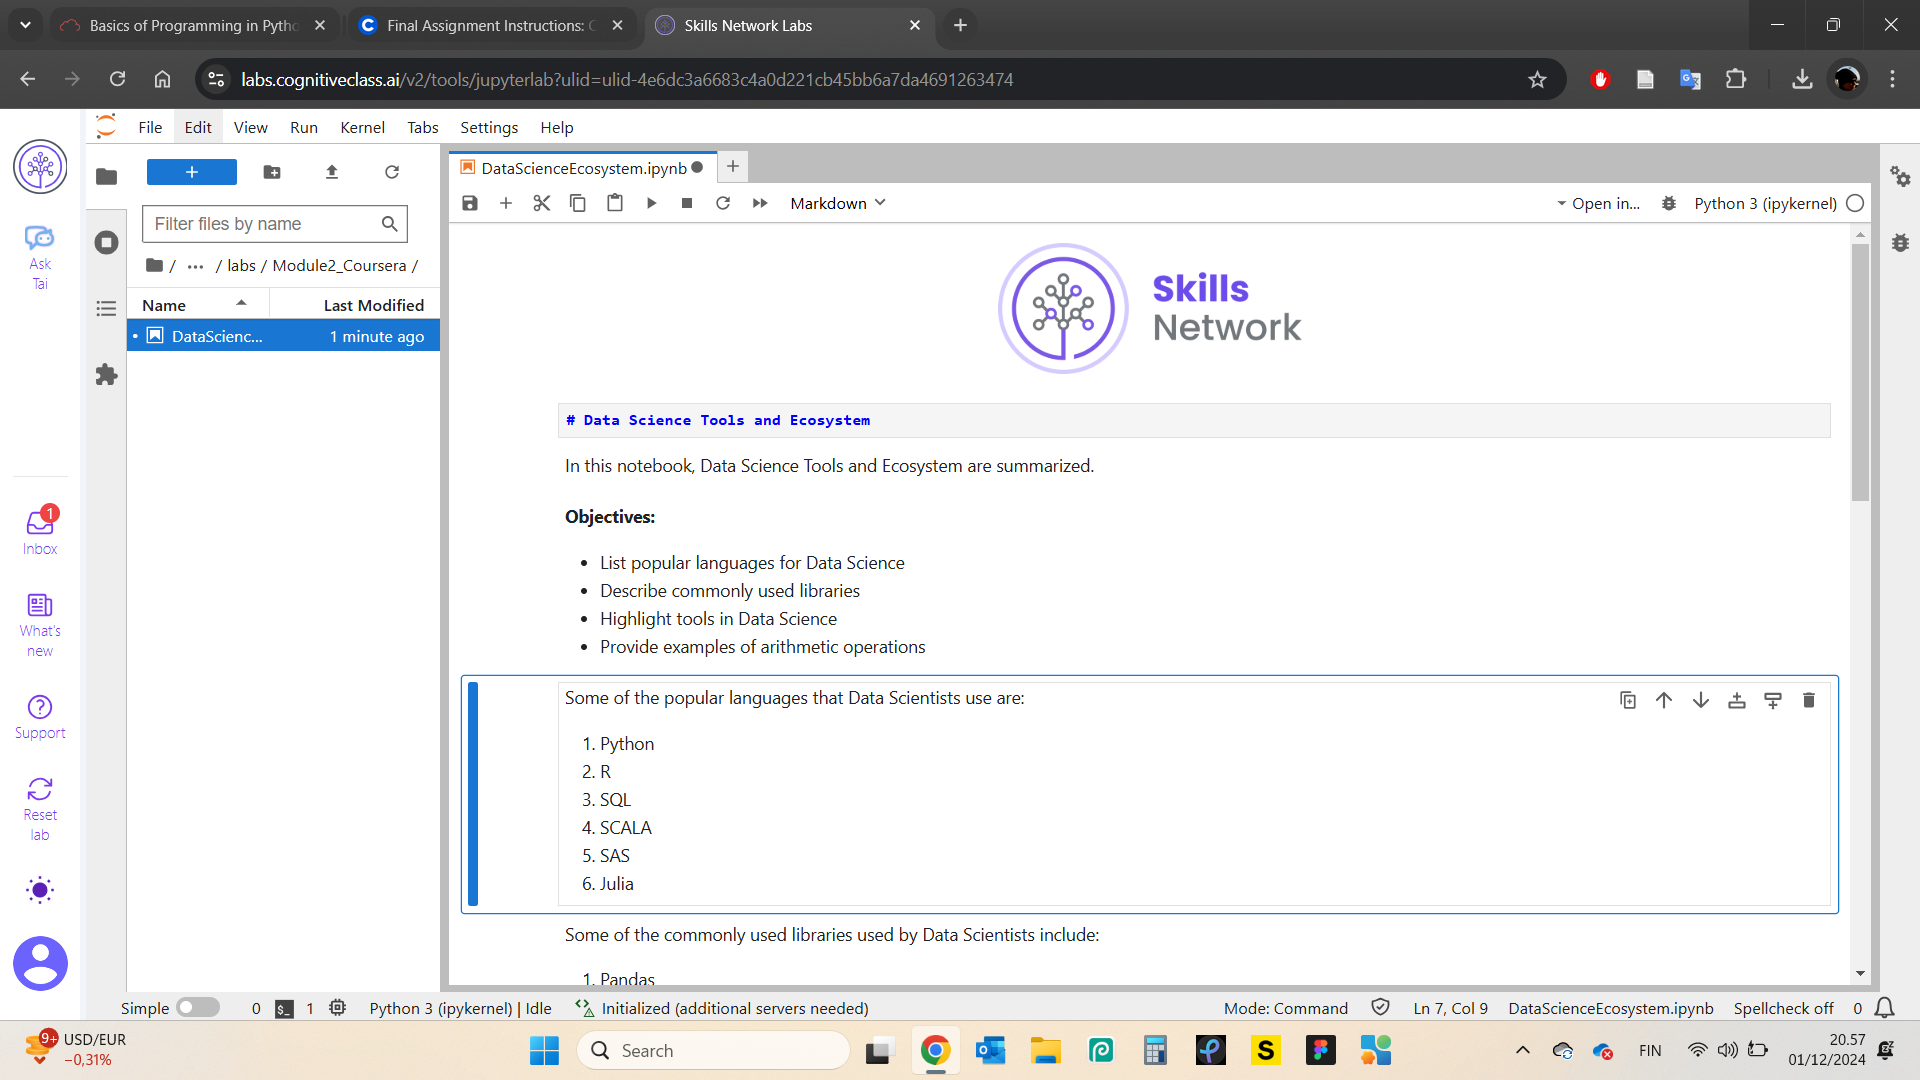 Basics of Programming in Pytho
Final Assignment Instructions: C
Skills Network Labs
labs.cognitiveclass.ai/v2/tools/jupyterlab?ulid=ulid-4e6dc3a6683c4a0d221cb45bb6a7da4691263474
File Edit View Run Kernel Tabs Settings Help
DataScienceEcosystem.ipynb
Markdown
Open in...
Python 3 (ipykernel)
Filter files by name
/ ... / labs / Module2_Coursera /
Name Last Modified
DataScienc... 1 minute ago
Ask
Tai
Inbox
1
What's
new
Support
Reset
lab
Skills
Network
# Data Science Tools and Ecosystem
In this notebook, Data Science Tools and Ecosystem are summarized.
Objectives:
• List popular languages for Data Science
• Describe commonly used libraries
• Highlight tools in Data Science
• Provide examples of arithmetic operations
Some of the popular languages that Data Scientists use are:
1. Python
2. R
3. SQL
4. SCALA
5. SAS
6. Julia
Some of the commonly used libraries used by Data Scientists include:
1. Pandas
Simple 0 $_ 1 Python 3 (ipykernel) | Idle Initialized (additional servers needed) Mode: Command Ln 7, Col 9 DataScienceEcosystem.ipynb Spellcheck off 0
9+
USD/EUR
−0,31%
Search
S
FIN
20.57
01/12/2024